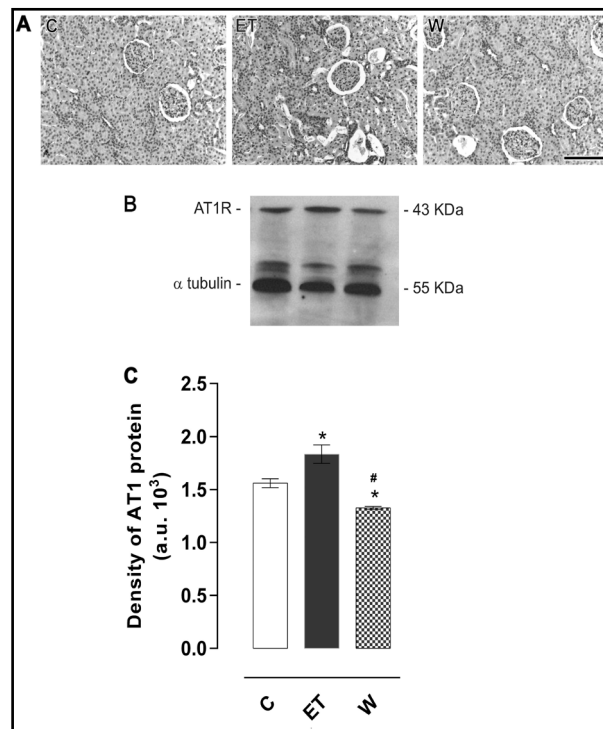 A C ET W
B
AT1R - - 43 KDa
α tubulin - - 55 KDa
C
2.5
2.0
1.5
1.0
0.5
0.0
Density of AT1 protein
(a.u. 10³)
*
#
*
C ET W